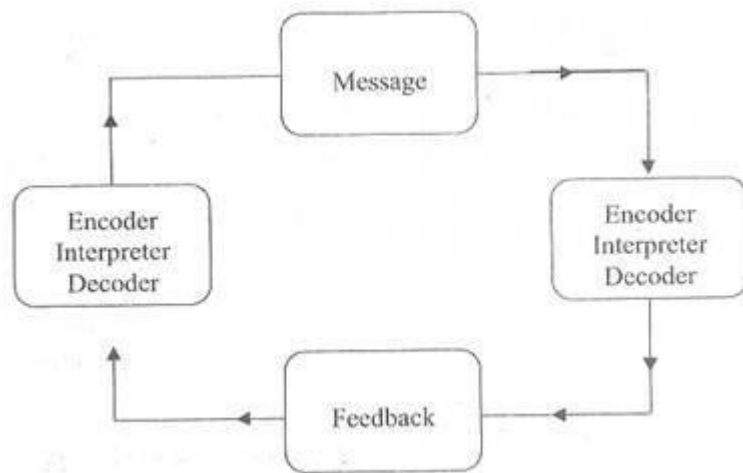 Message
Encoder
Interpreter
Decoder
Encoder
Interpreter
Decoder
Feedback